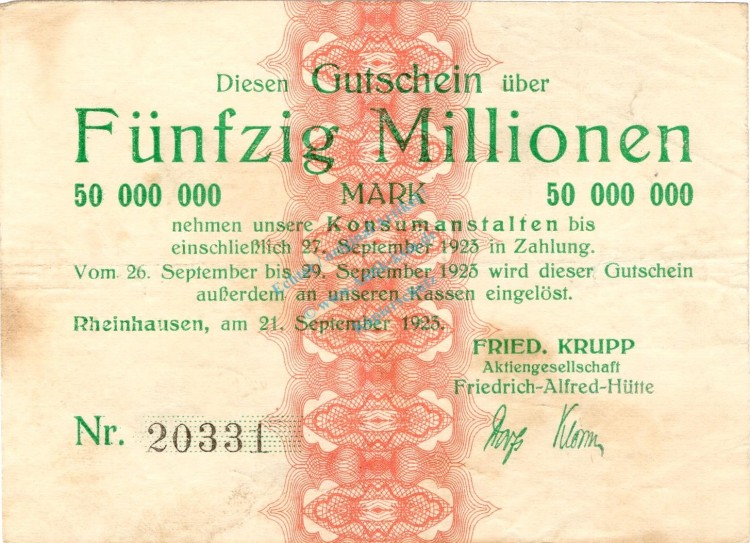 Diesen Gutschein über
Fünfzig Millionen
50 000 000 MARK 50 000 000
nehmen unsere Konsumanstalten bis
einschließlich 27. September 1923 in Zahlung.
Vom 26. September bis 29. September 1923 wird dieser Gutschein
außerdem an unseren Kassen eingelöst.
Rheinhausen, am 21. September 1923.
FRIED. KRUPP
Aktiengesellschaft
Friedrich-Alfred-Hütte
Nr. 20331